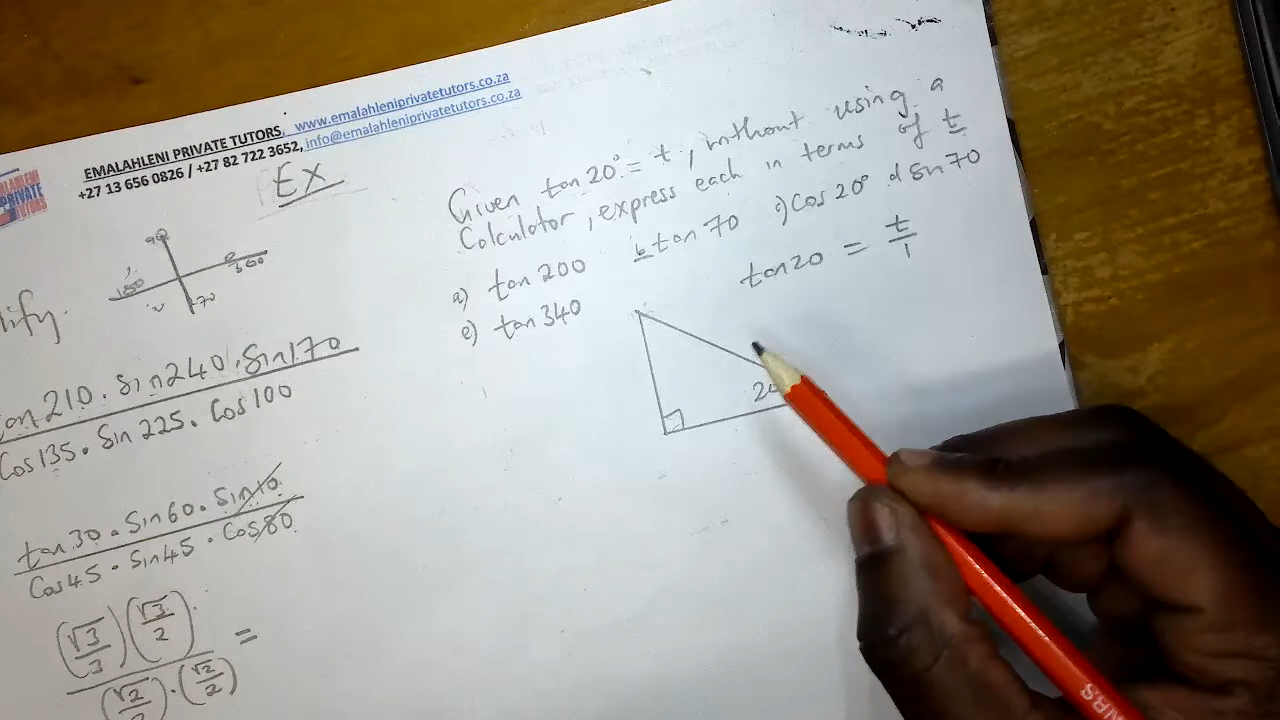 EMALAHLENI PRIVATE TUTORS, www.emalahleniprivatetutors.co.za
+27 13 656 0826 / +27 82 722 3652, info@emalahleniprivatetutors.co.za
PRIVATE
TUTORS
EX
90
180
360
270
lify.
tan 210 . Sin 240 . Sin 170
Cos 135 . Sin 225 . Cos 100
tan 30 . Sin 60 . Sin 10
Cos 45 . Sin 45 . Cos 80
(√3/3)(√3/2) =
(√2/2) . (√2/2)
Given tan 20° = t, without using a
Calculator, express each in terms of t
a) tan 200 b tan 70 c) Cos 20° d Sin 70
e) tan 340
tan 20 = t/1
20